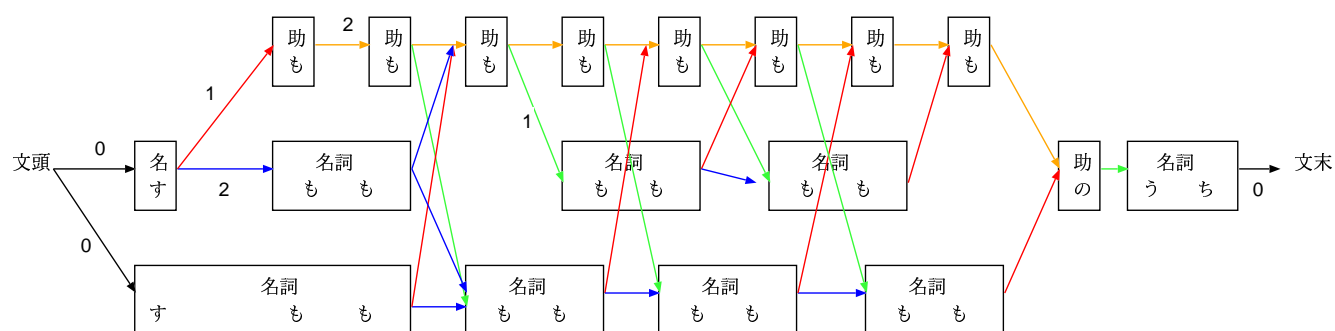 2
助 助 助 助 助 助 助 助
も も も も も も も も
1
1
0
文頭 名 名詞 名詞 名詞 助 名詞 文末
す も も も も も も の う ち
2
0
0
名詞 名詞 名詞 名詞
す も も も も も も も も